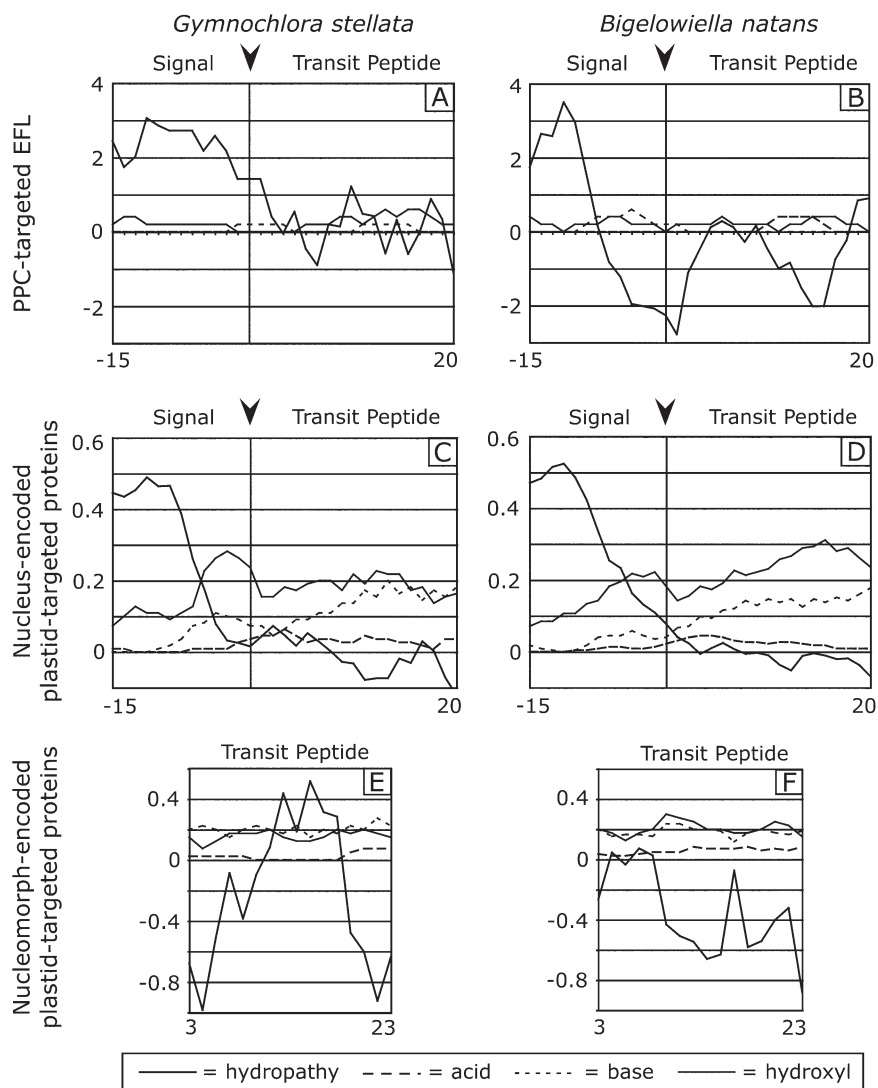 Gymnochlora stellata
Bigelowiella natans
Signal Transit Peptide
Signal Transit Peptide
PPC-targeted EFL
4
2
0
-2
-15 20
A
4
2
0
-2
-15 20
B
Signal Transit Peptide
Signal Transit Peptide
Nucleus-encoded
plastid-targeted proteins
0.6
0.4
0.2
0
-15 20
C
0.6
0.4
0.2
0
-15 20
D
Transit Peptide
Transit Peptide
Nucleomorph-encoded
plastid-targeted proteins
0.4
0
-0.4
-0.8
3 23
E
0.4
0
-0.4
-0.8
3 23
F
= hydropathy = acid = base = hydroxyl